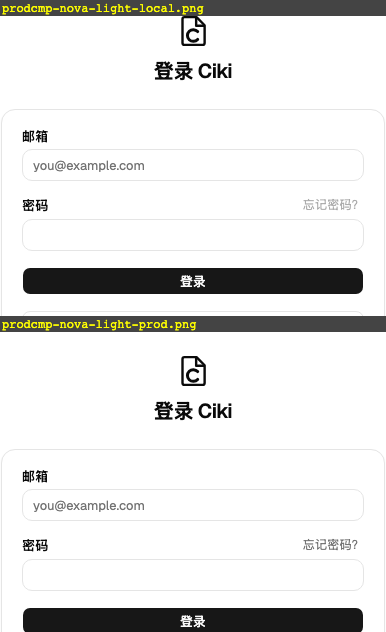 prodcmp-nova-light-local.png
C
登录 Ciki
邮箱
you@example.com
密码 忘记密码?
登录
prodcmp-nova-light-prod.png
C
登录 Ciki
邮箱
you@example.com
密码 忘记密码?
登录